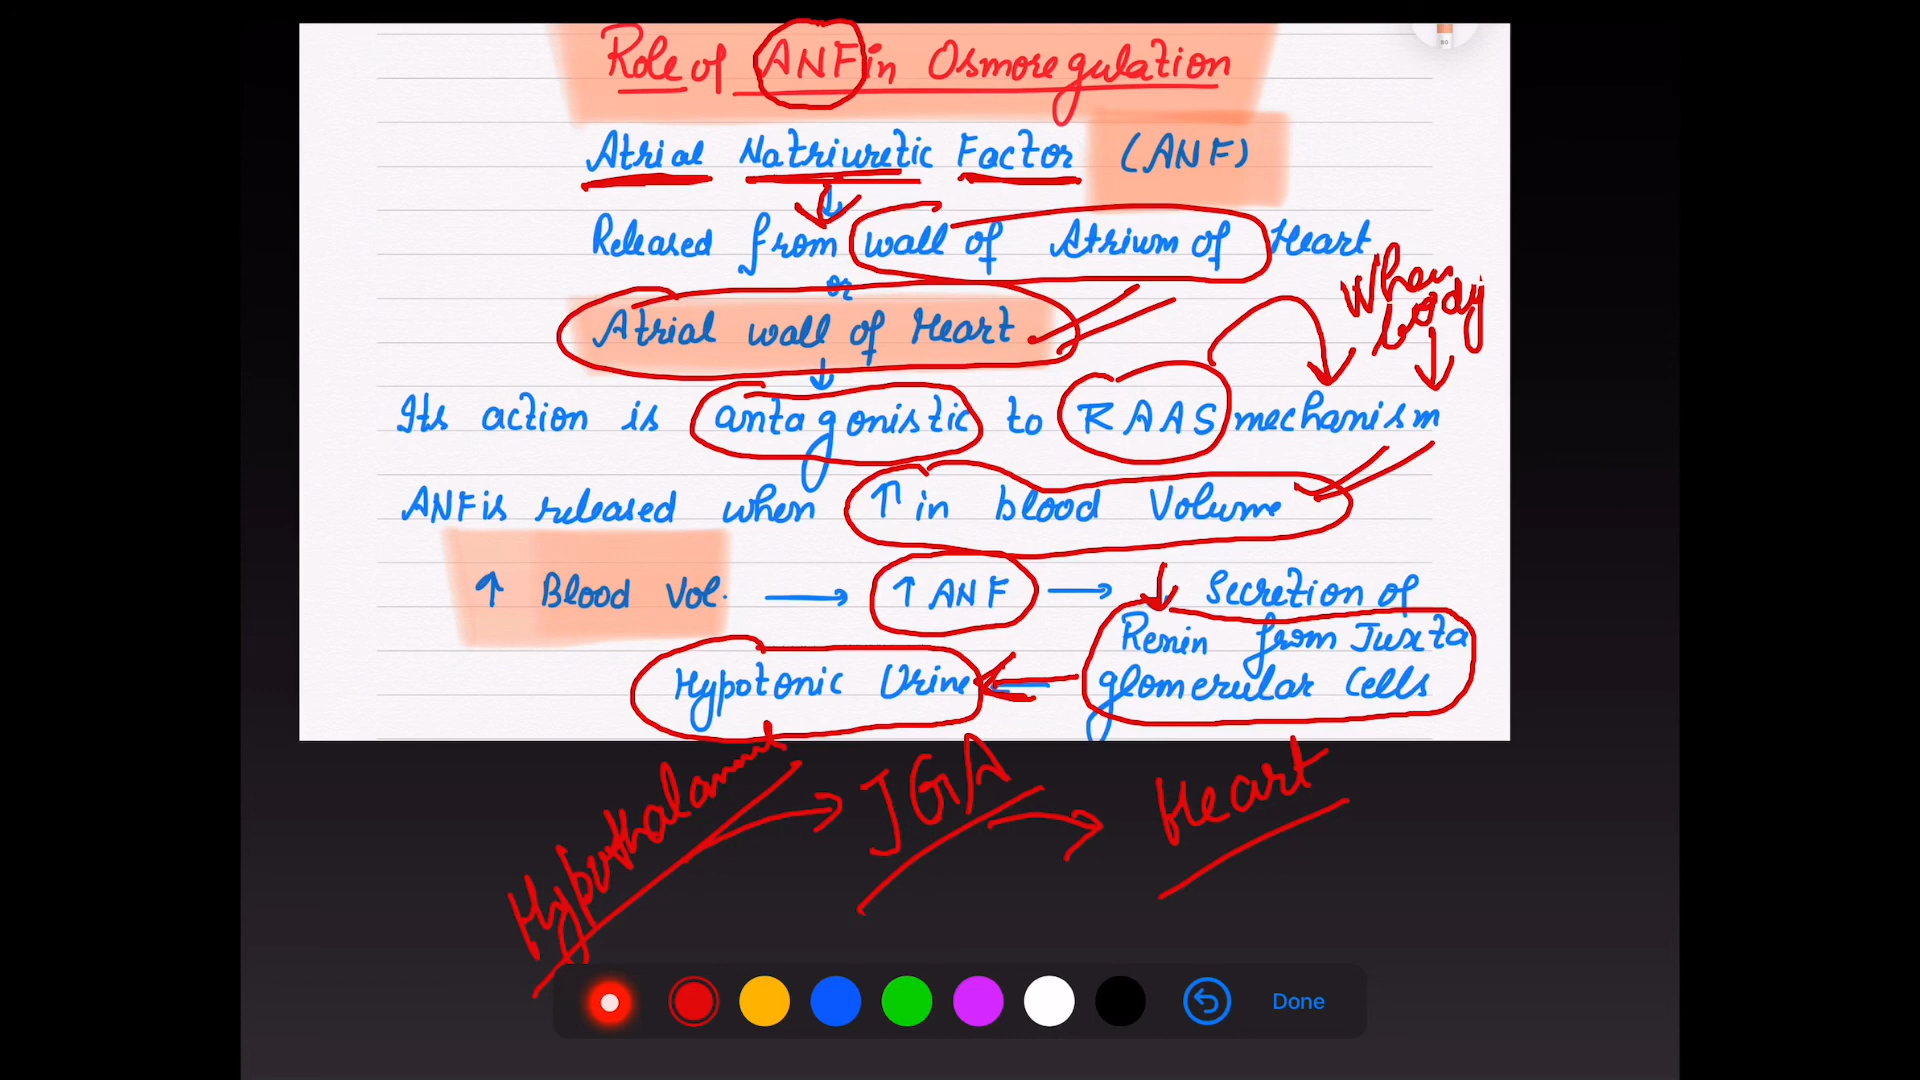 Role of ANF in Osmoregulation
Atrial Natriuretic Factor (ANF)
↓
Released from wall of Atrium of Heart
or
Atrial wall of Heart
When body
↓
Its action is antagonistic to RAAS mechanism
ANF is released when ↑ in blood Volume
↑ Blood Vol. → ↑ ANF → ↓ Secretion of
Renin from Juxta
glomerular Cells
Hypotonic Urine ←
Hypothalamus → JGA → Heart
Done